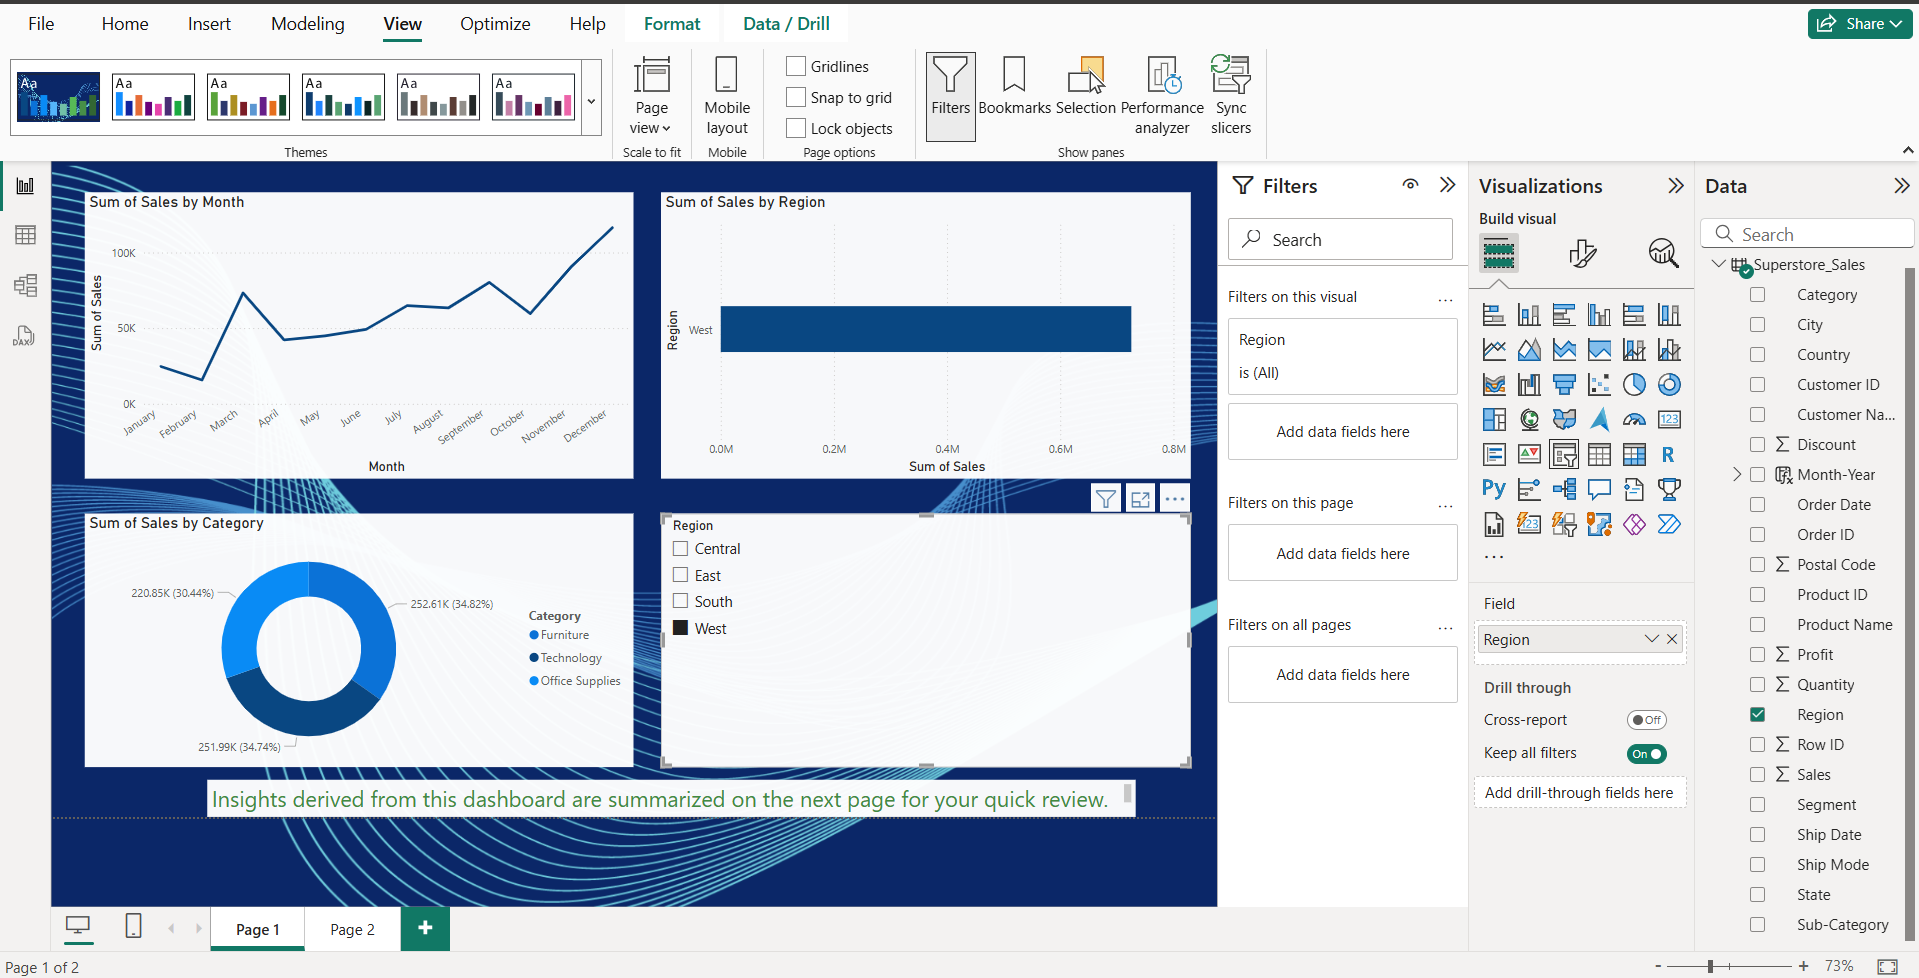 File Home Insert Modeling View Optimize Help Format Data / Drill Share
Aa Aa Aa Aa Aa Aa
Themes
Page view
Scale to fit
Mobile layout
Mobile
Gridlines
Snap to grid
Lock objects
Page options
Filters
Bookmarks
Selection
Performance analyzer
Sync slicers
Show panes
DAX
Sum of Sales by Month
Sum of Sales
100K
50K
0K
January February March April May June July August September October November December
Month
Sum of Sales by Region
Region
West
0.0M 0.2M 0.4M 0.6M 0.8M
Sum of Sales
Sum of Sales by Category
220.85K (30.44%)
252.61K (34.82%)
251.99K (34.74%)
Category
Furniture
Technology
Office Supplies
Region
Central
East
South
West
Insights derived from this dashboard are summarized on the next page for your quick review.
Filters
Search
Filters on this visual ...
Region
is (All)
Add data fields here
Filters on this page ...
Add data fields here
Filters on all pages ...
Add data fields here
Visualizations
Build visual
123
R
Py
123
...
Field
Region
Drill through
Cross-report Off
Keep all filters On
Add drill-through fields here
Data
Search
Superstore_Sales
Category
City
Country
Customer ID
Customer Na...
Σ Discount
Month-Year
Order Date
Order ID
Σ Postal Code
Product ID
Product Name
Σ Profit
Σ Quantity
Region
Σ Row ID
Σ Sales
Segment
Ship Date
Ship Mode
State
Sub-Category
Page 1 Page 2 +
Page 1 of 2
- + 73%